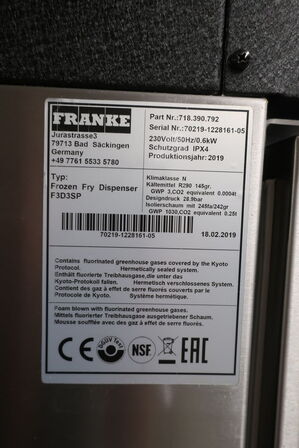 FRANKE
Jurastrasse3
79713 Bad Säckingen
Germany
+49 7761 5533 5780
Part Nr.:718.390.792
Serial Nr.:70219-1228161-05
230Volt/50Hz/0.6kW
Schutzgrad IPX4
Produktionsjahr:2019
Typ:
Frozen Fry Dispenser
F3D3SP
Klimaklasse N
Kältemittel R290 145gr.
GWP 3,CO2 equivalent 0.0004t
Designdruck 28,9bar
Isolierschaum mit 245fa/242gr
GWP 1030,CO2 equivalent 0.25t
70219-1228161-05
18.02.2019
Contains fluorinated greenhouse gases covered by the Kyoto
Protocol. Hermetically sealed system.
Enthält fluorierte Treibhausgase,die unter das
Kyoto-Protokoll fallen. Hermetisch verschlossenes System.
Contient des gaz à effet de serre fluorés couverts par le
Protocole de Kyoto. Système hermétique.
Foam blown with fluorinated greenhouse gases.
Mittels fluorierter Treibhausgase ausgetriebener Schaum.
Mousse soufflée avec des gaz à effet de serre fluorés.
CE
DGUV Test
NSF
EAC